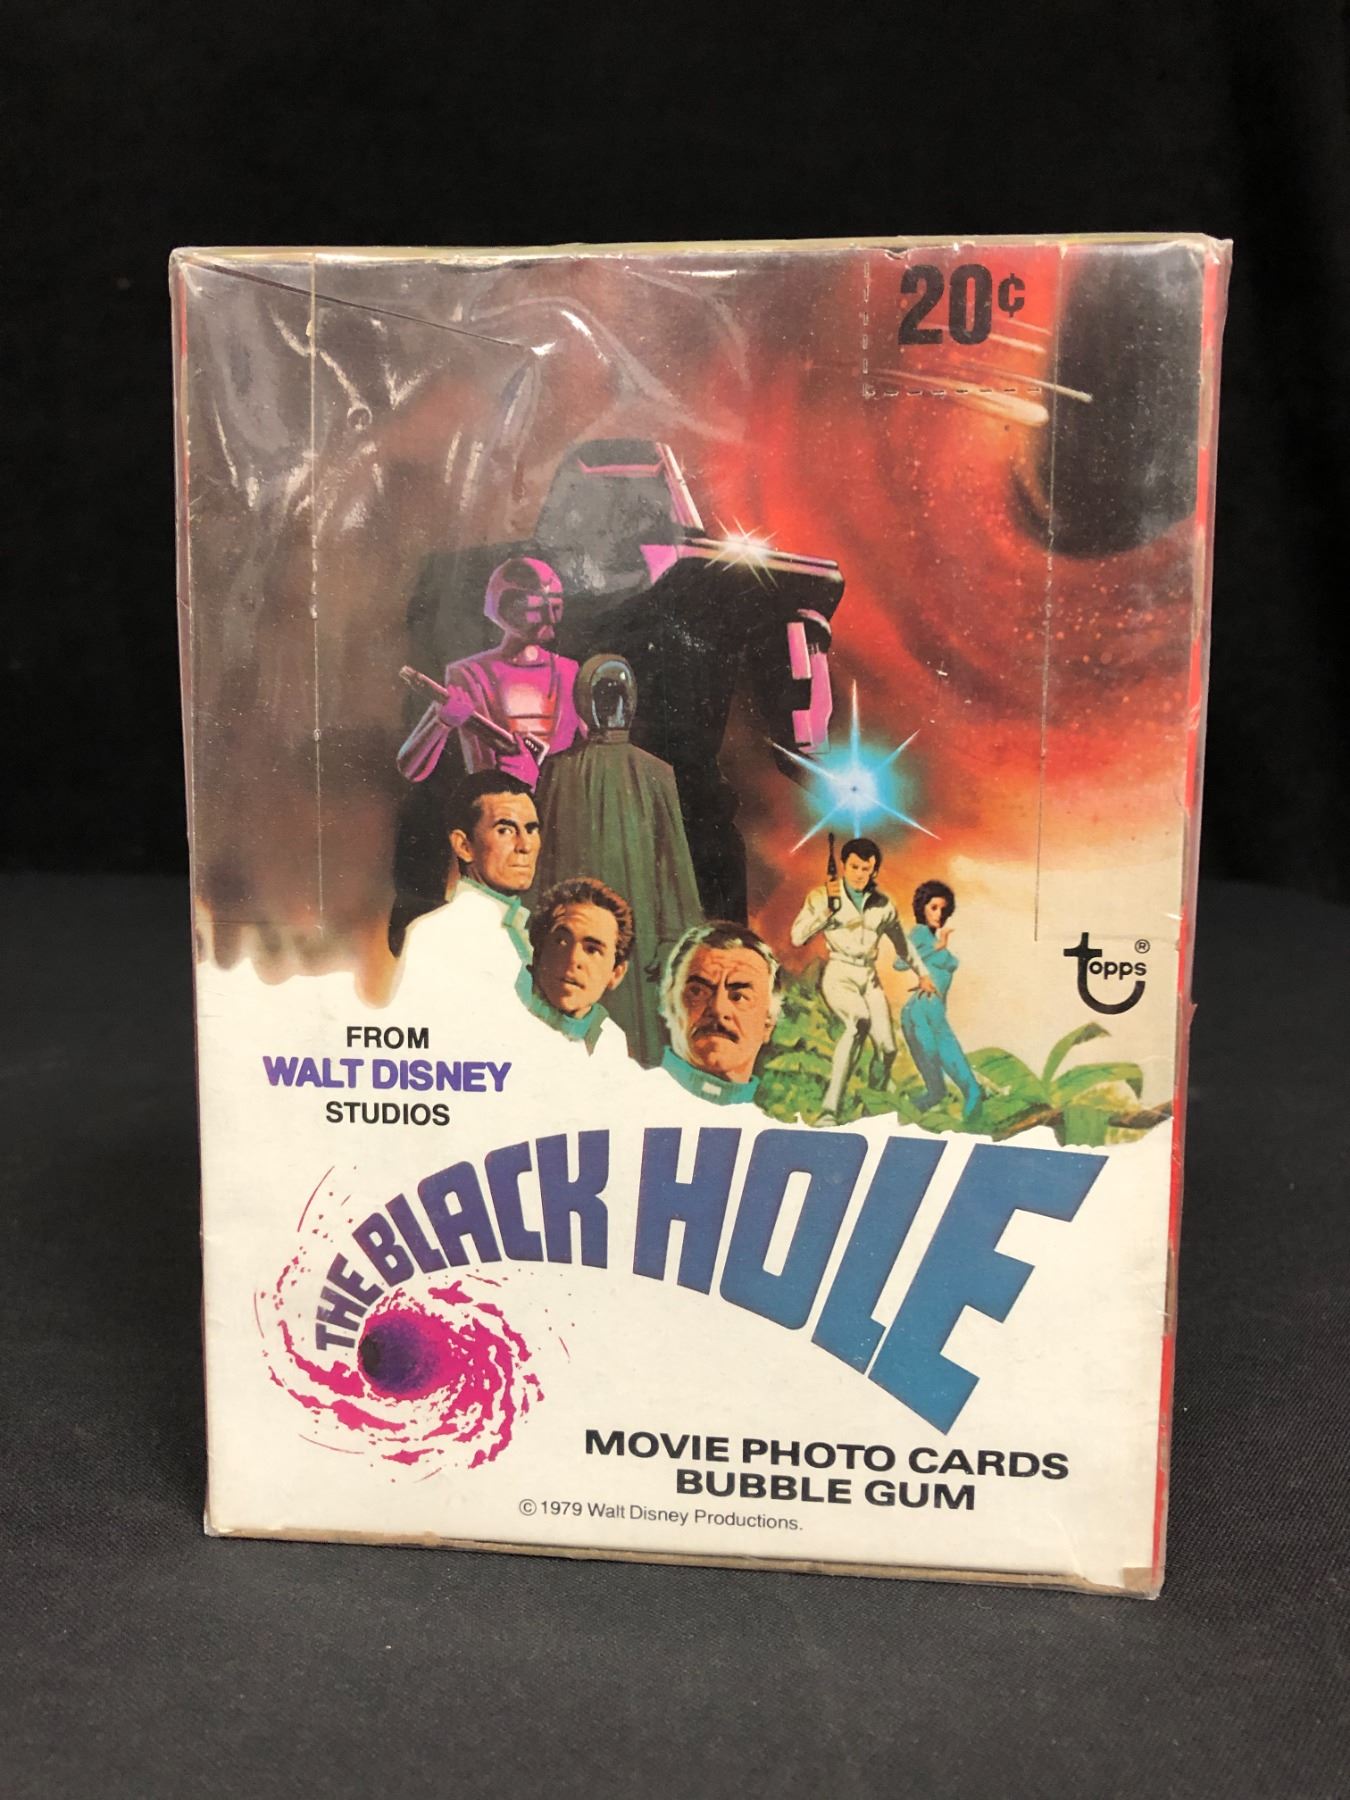 20¢
topps®
FROM
WALT DISNEY
STUDIOS
THE BLACK HOLE
MOVIE PHOTO CARDS
BUBBLE GUM
© 1979 Walt Disney Productions.